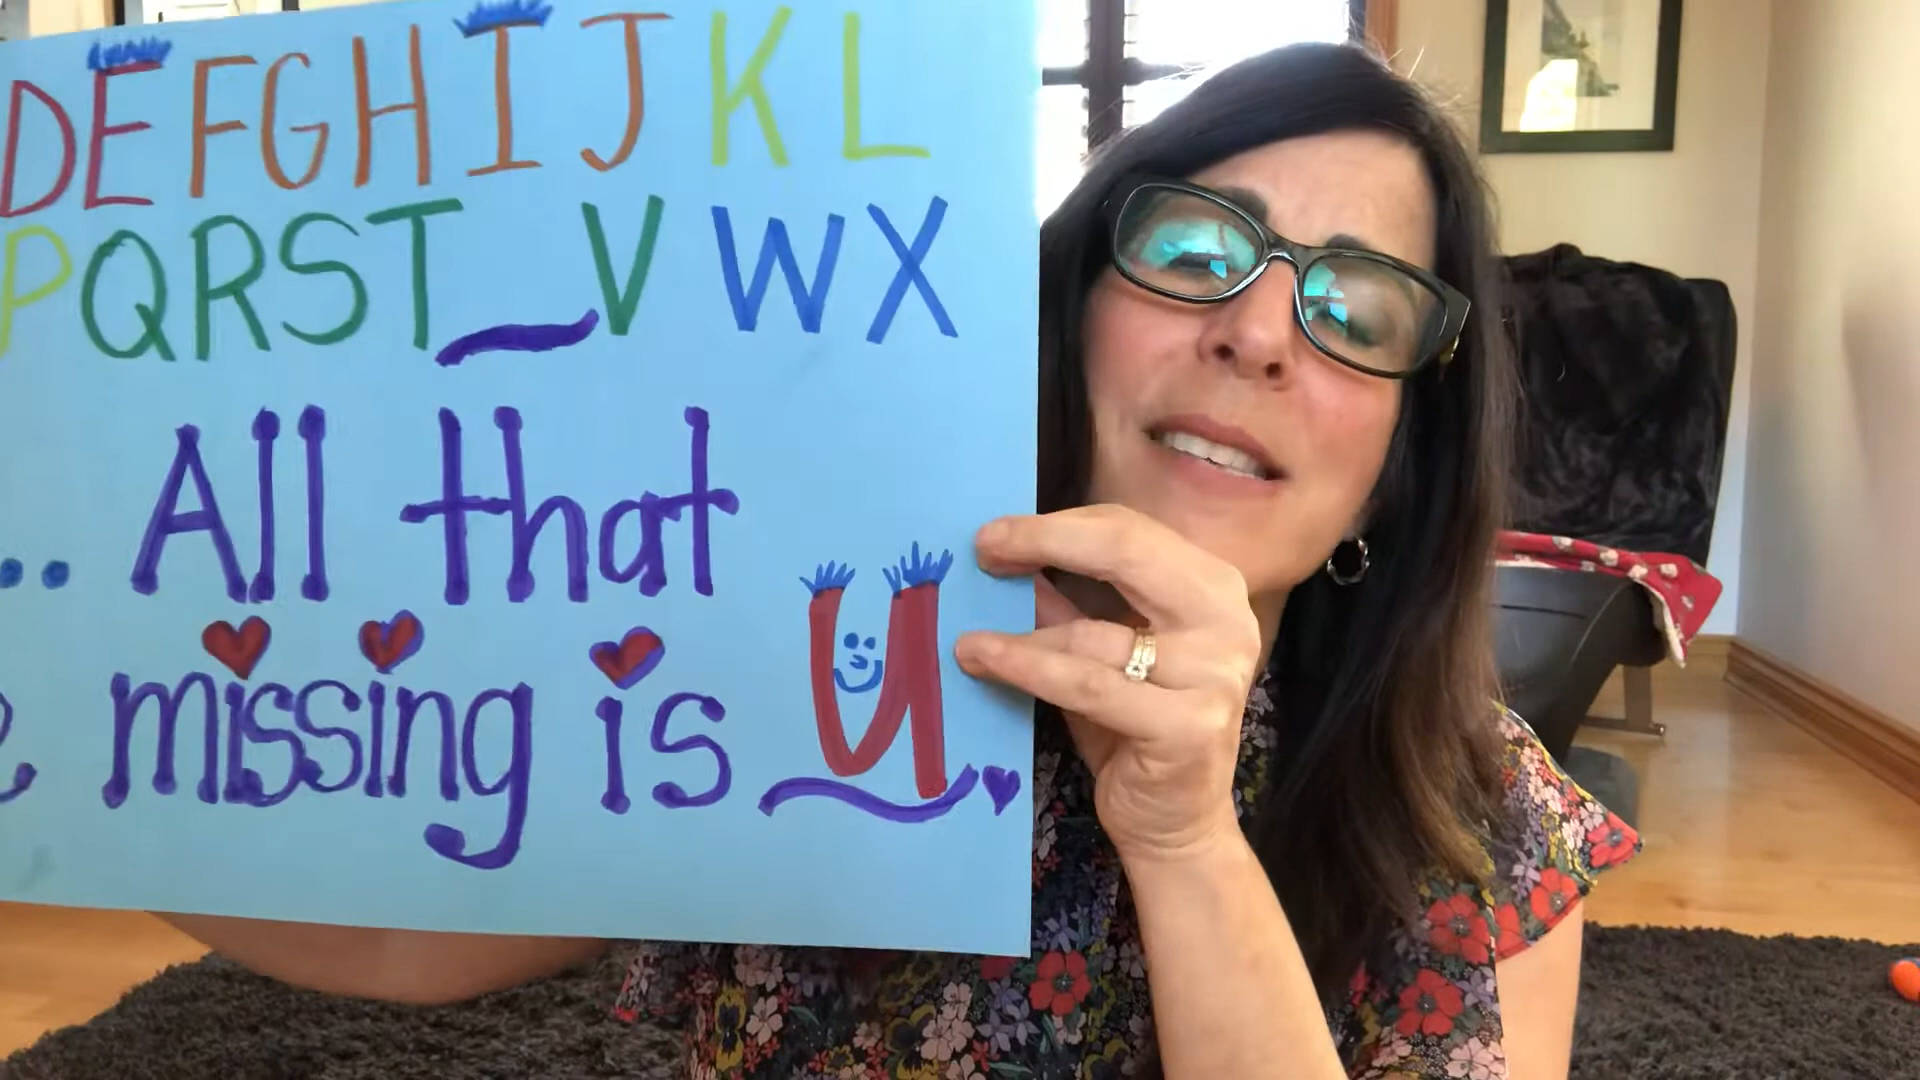 DEFGHIJKL
PQRST_VWX
.. All that
e missing is U.